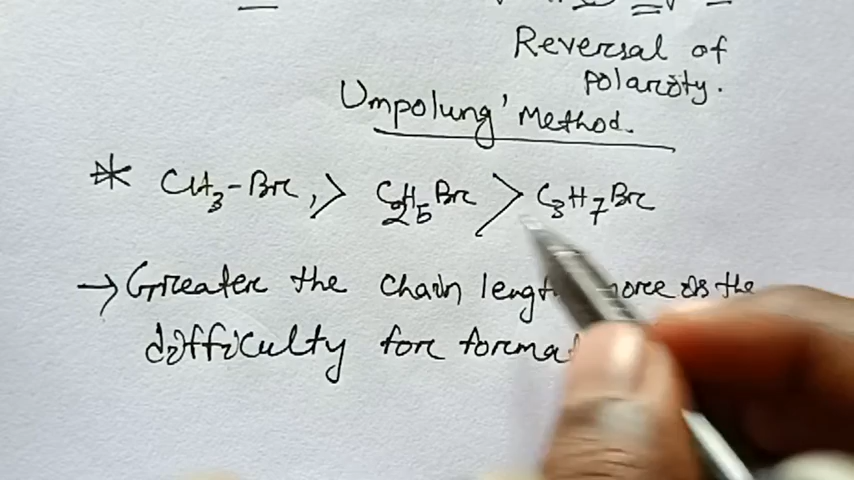 Reversal of
polarity.
Umpolung' Method.
* CH3-Br, > C2H5Br > C3H7Br
→ Greater the chain length more is the
difficulty for